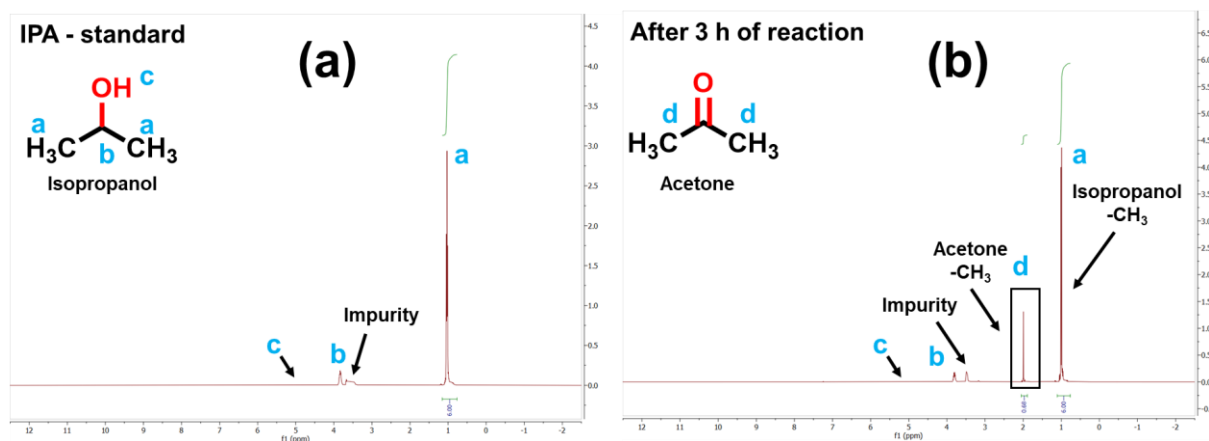 IPA - standard
(a)
OH
c
a
a
H₃C
b
CH₃
Isopropanol
a
Impurity
c
b
6.00
12 11 10 9 8 7 6 5 4 3 2 1 0 -1 -2
f1 (ppm)
4.5
4.0
3.5
3.0
2.5
2.0
1.5
1.0
0.5
0.0
After 3 h of reaction
(b)
O
d
d
H₃C
CH₃
Acetone
a
Isopropanol
-CH₃
Acetone
-CH₃
d
Impurity
c
b
0.69
6.00
12 11 10 9 8 7 6 5 4 3 2 1 0 -1 -2
f1 (ppm)
6.5
6.0
5.5
5.0
4.5
4.0
3.5
3.0
2.5
2.0
1.5
1.0
0.5
0.0